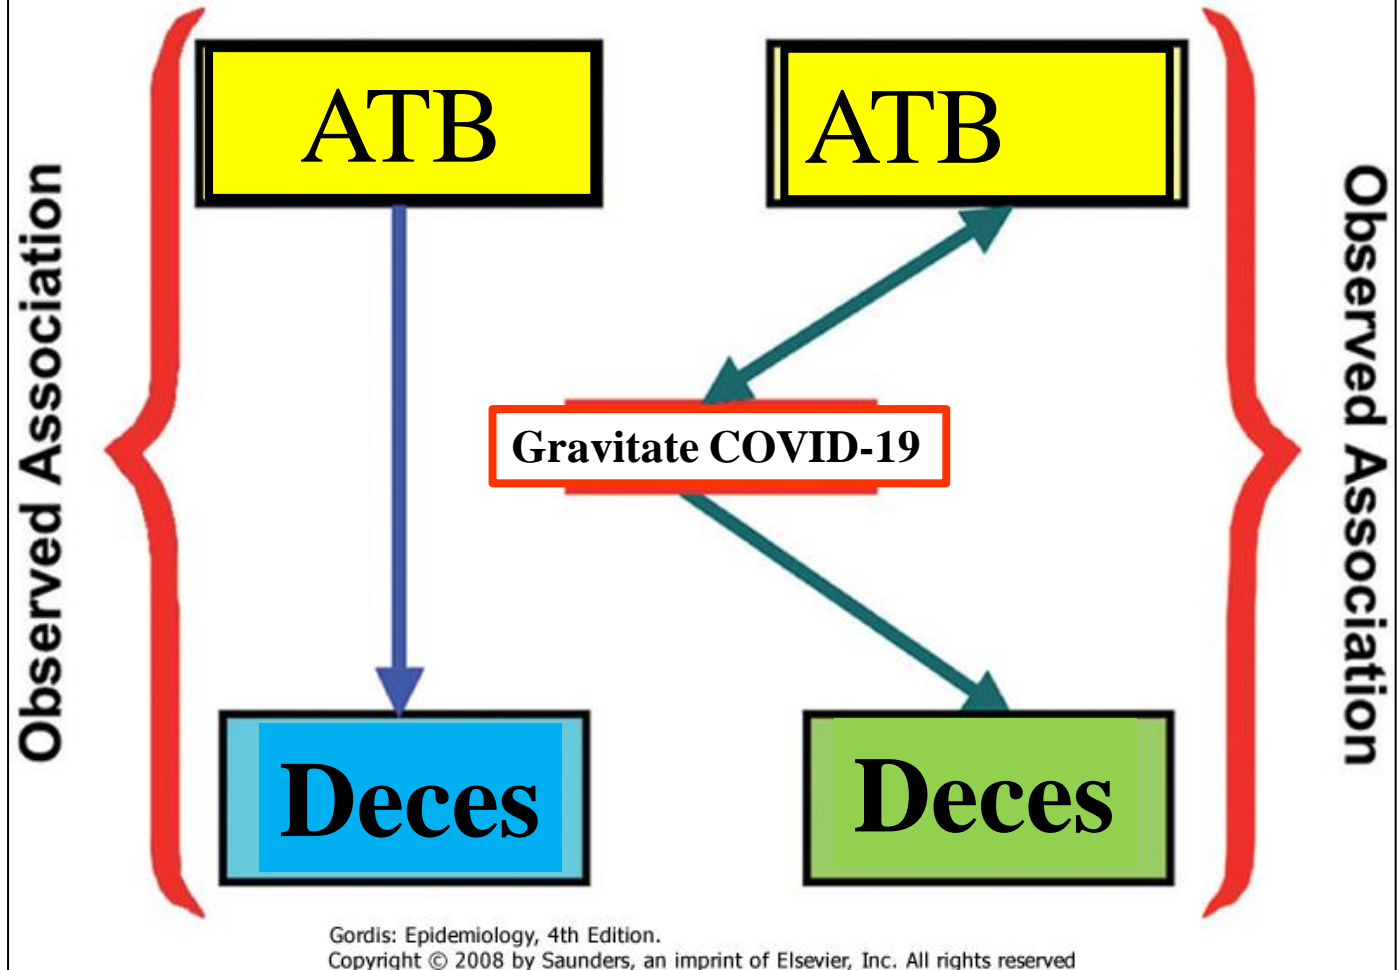 Observed Association
ATB
ATB
Observed Association
Gravitate COVID-19
Deces
Deces
Gordis: Epidemiology, 4th Edition.
Copyright © 2008 by Saunders, an imprint of Elsevier, Inc. All rights reserved